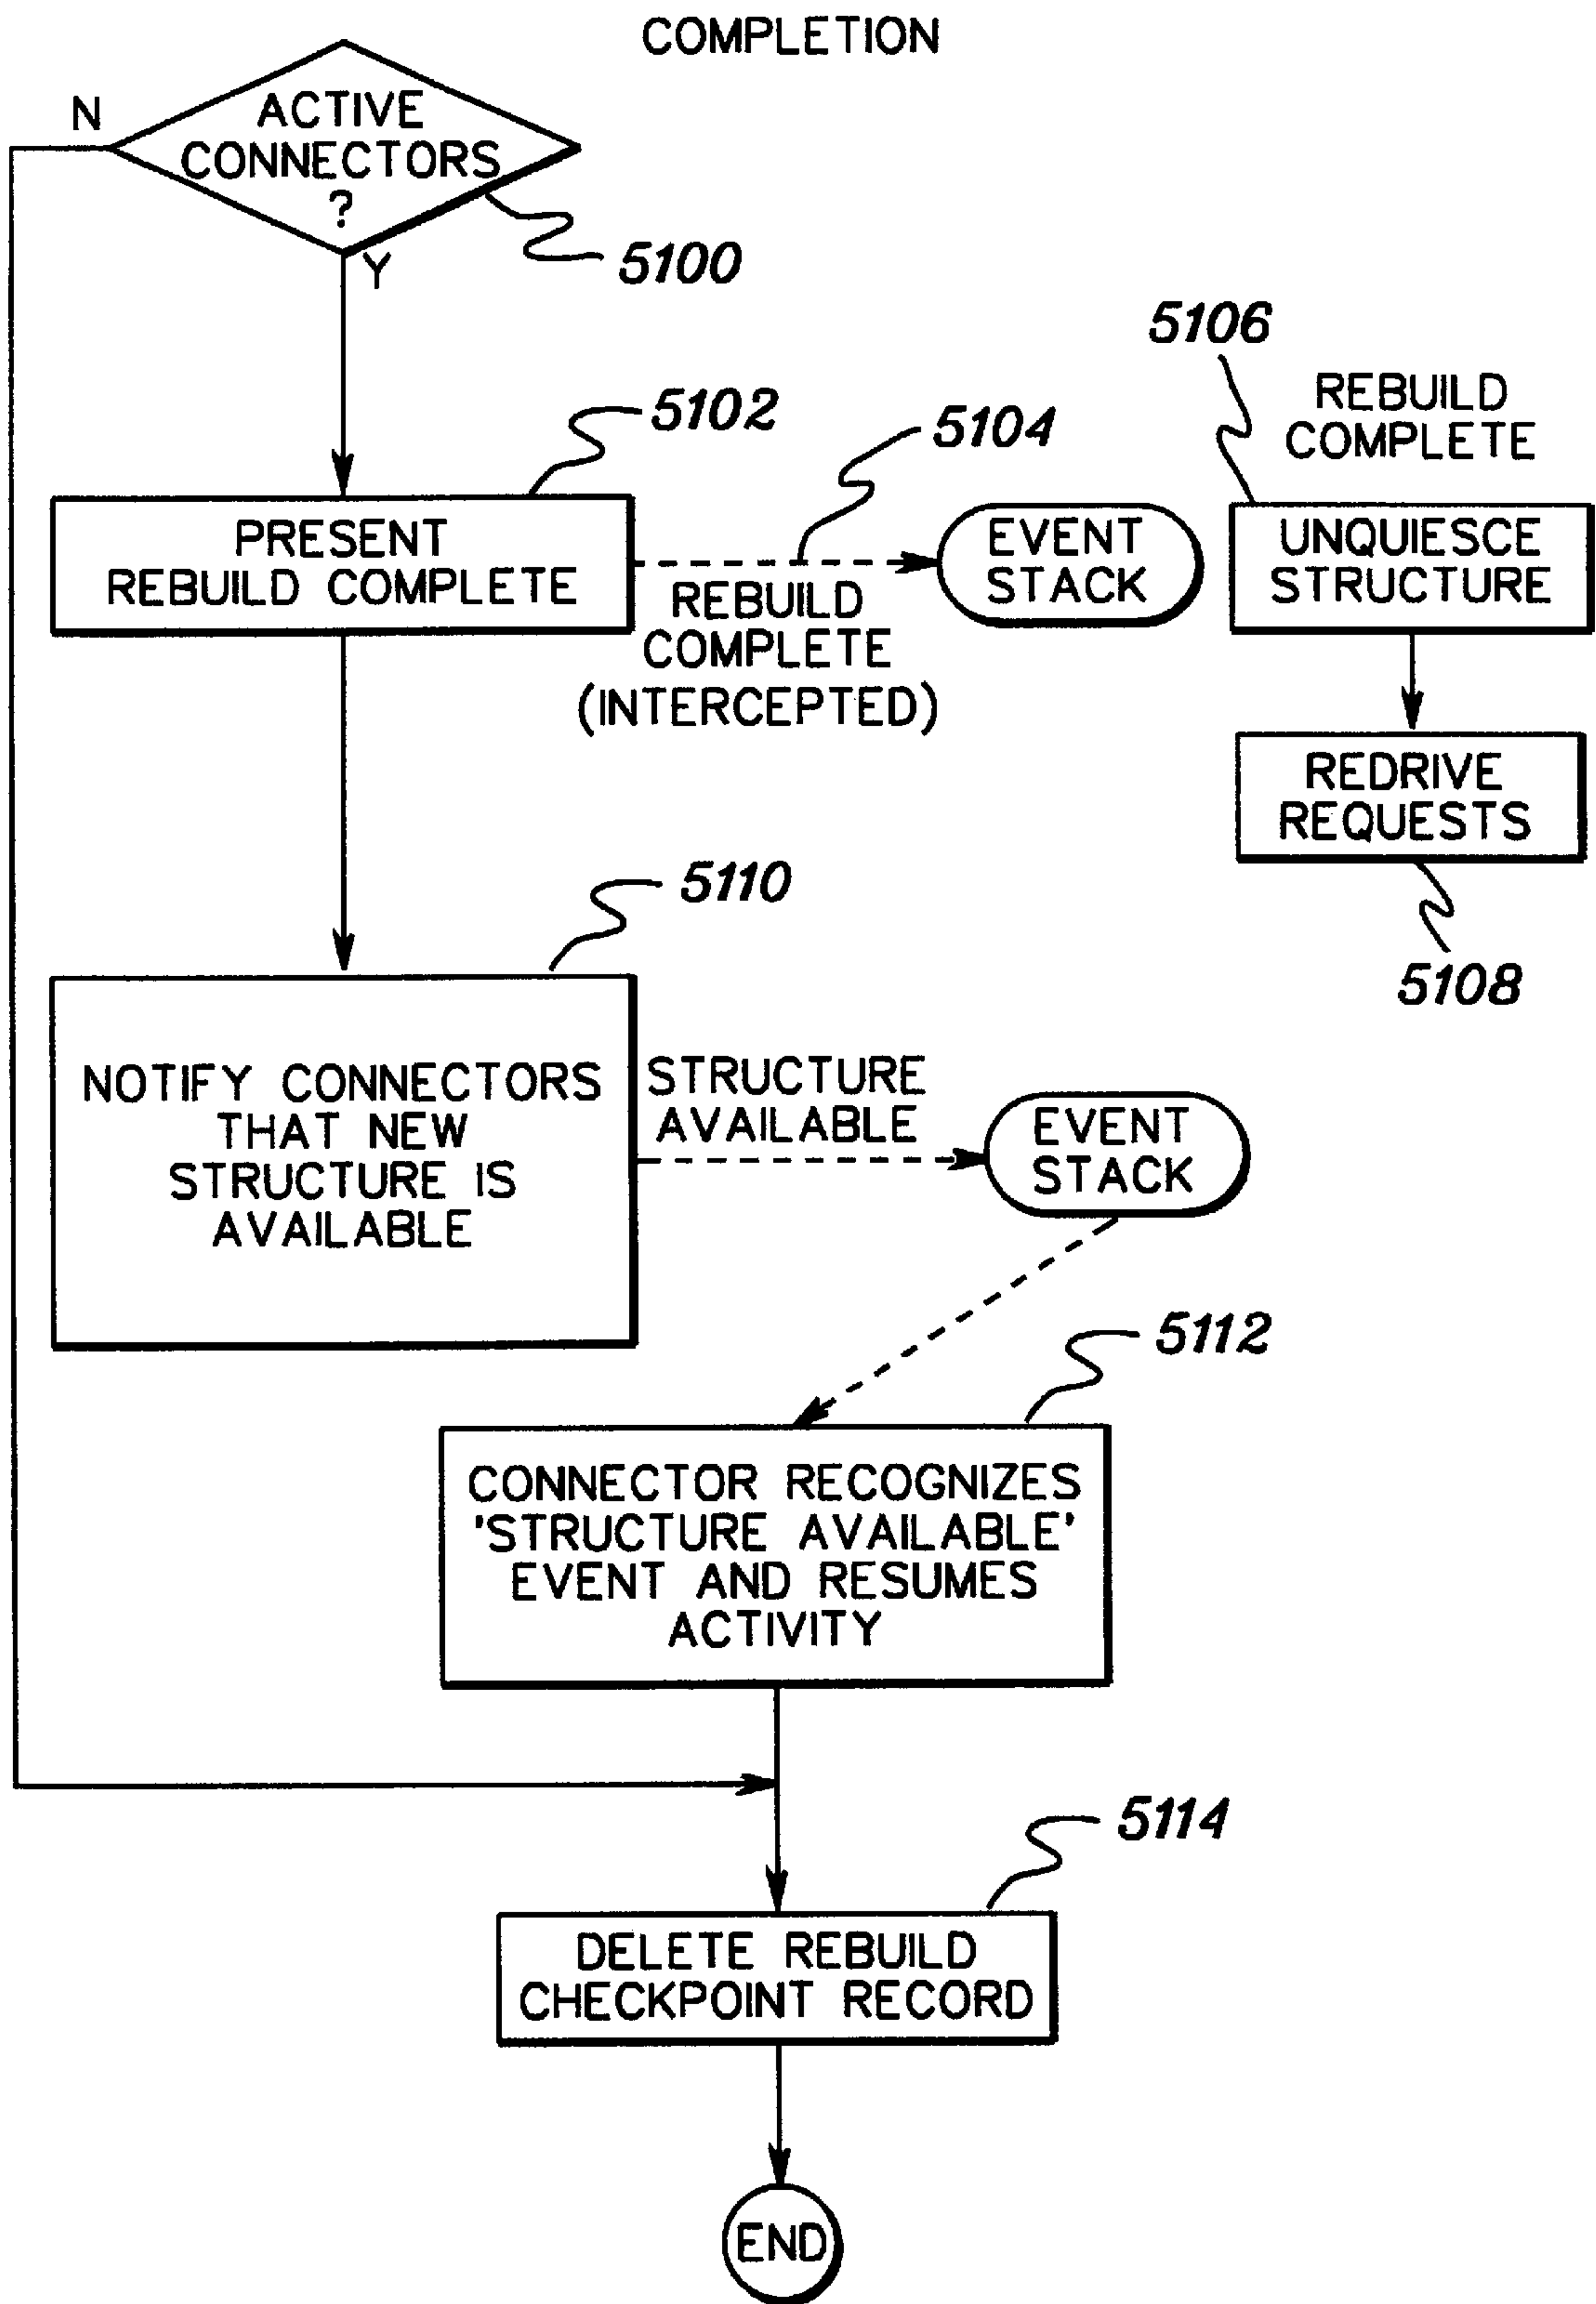 COMPLETION
N
ACTIVE
CONNECTORS
?
Y
5100
5106
REBUILD
COMPLETE
5102
5104
PRESENT
REBUILD COMPLETE
REBUILD
COMPLETE
(INTERCEPTED)
EVENT
STACK
UNQUIESCE
STRUCTURE
REDRIVE
REQUESTS
5108
5110
NOTIFY CONNECTORS
THAT NEW
STRUCTURE IS
AVAILABLE
STRUCTURE
AVAILABLE
EVENT
STACK
5112
CONNECTOR RECOGNIZES
'STRUCTURE AVAILABLE'
EVENT AND RESUMES
ACTIVITY
5114
DELETE REBUILD
CHECKPOINT RECORD
END